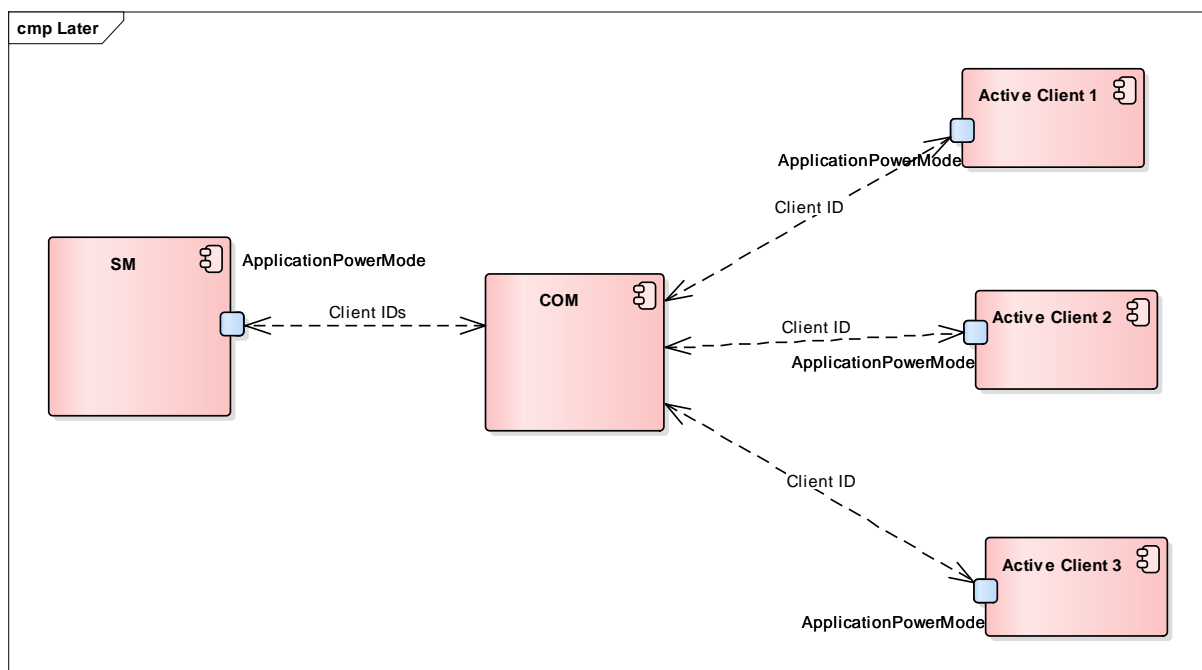 cmp Later
Active Client 1
ApplicationPowerMode
Client ID
SM
ApplicationPowerMode
Client IDs
COM
Active Client 2
Client ID
ApplicationPowerMode
Client ID
Active Client 3
ApplicationPowerMode